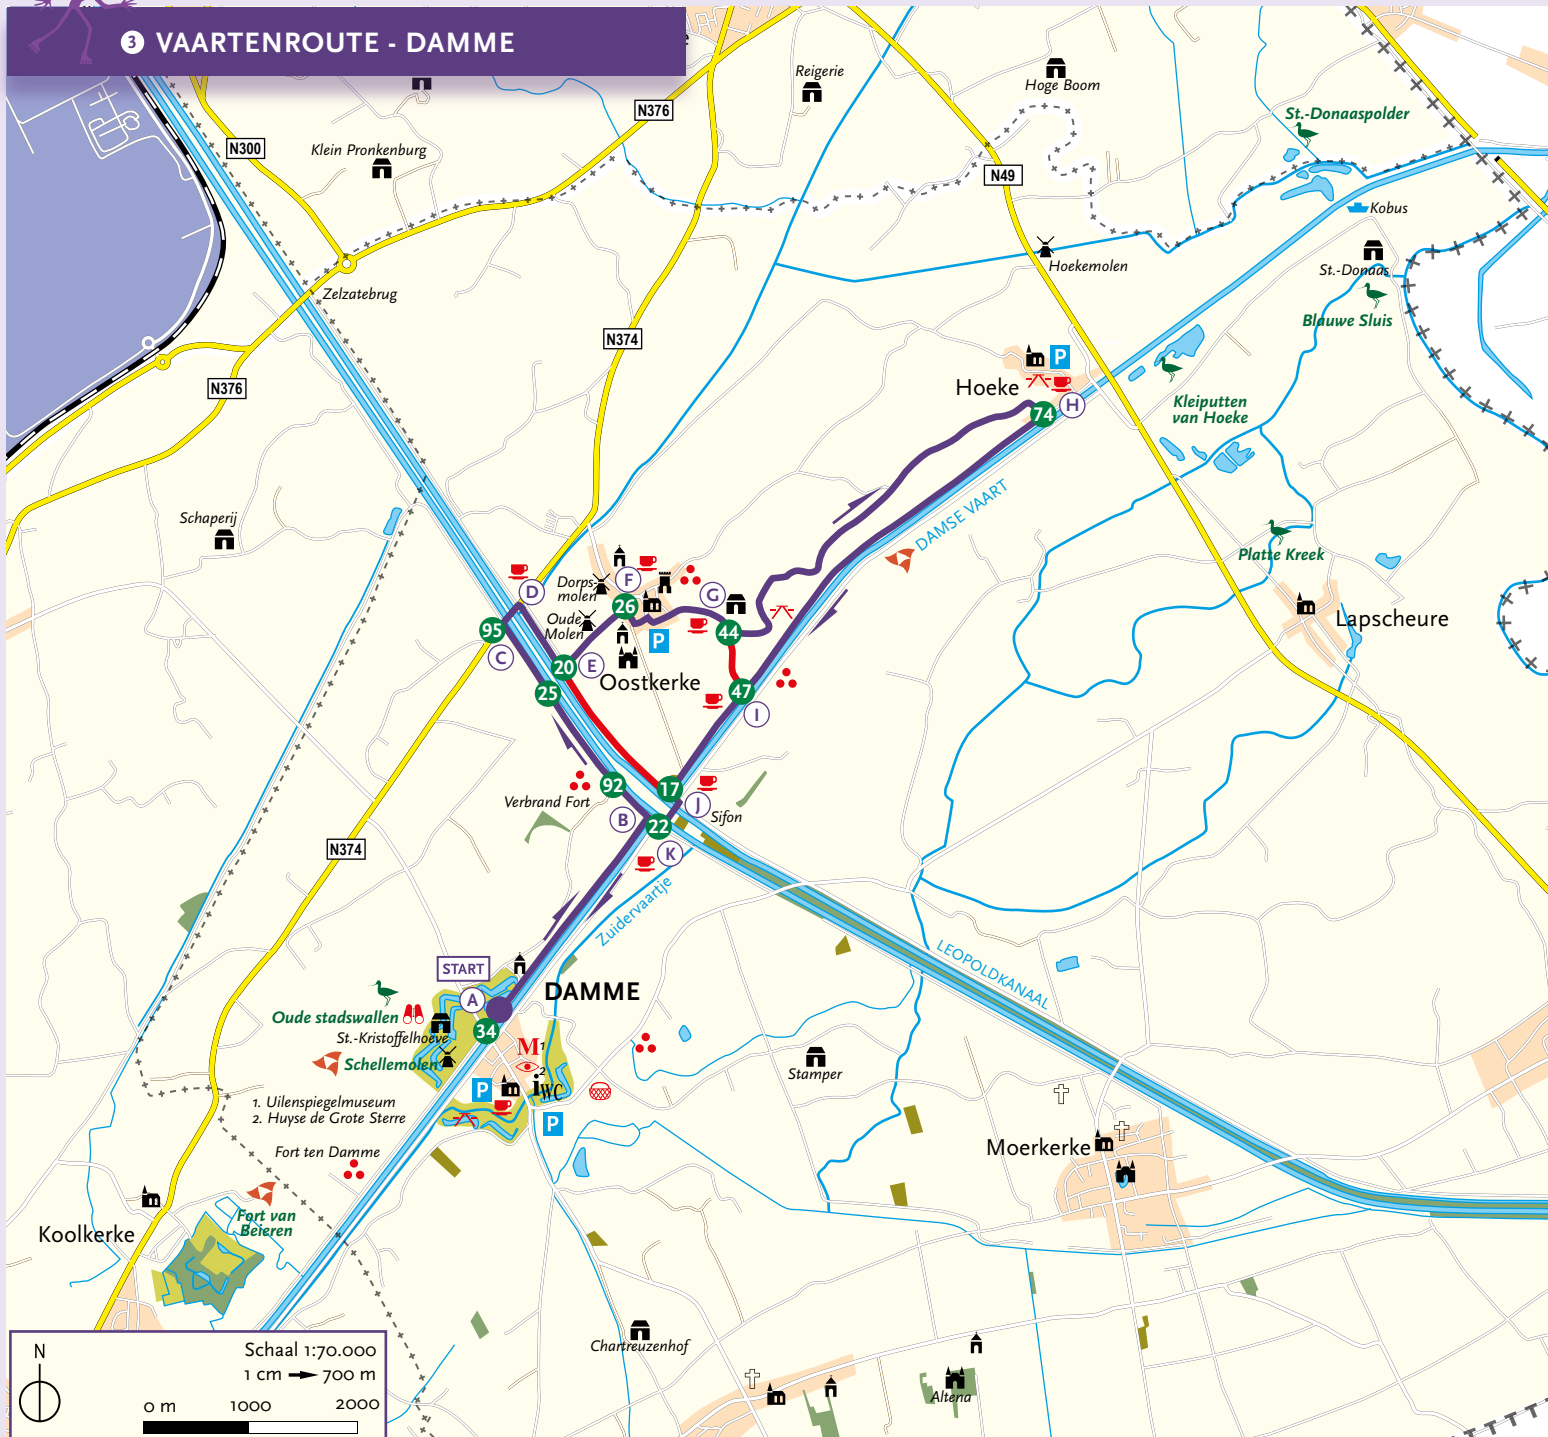 3 VAARTENROUTE - DAMME
Reigerie
Hoge Boom
N376
St.-Donaaspolder
N300
Klein Pronkenburg
N49
Kobus
Hoekemolen
St.-Donaas
Zelzatebrug
Blauwe Sluis
N374
N376
P
Hoeke
H
74
Kleiputten
van Hoeke
DAMSE VAART
Schaperij
Platte Kreek
D
Dorps-
molen
F
G
26
Oude
Molen
95
P
44
Lapscheure
C
20
E
Oostkerke
25
47
I
92
17
Verbrand Fort
J
B
Sifon
22
N374
K
Zuidervaartje
LEOPOLDKANAAL
START
A
DAMME
Oude stadswallen
34
St.-Kristoffelhoeve
M1
Schellemolen
2
Stamper
P
i
WC
1. Uilenspiegelmuseum
2. Huyse de Grote Sterre
P
Fort ten Damme
Moerkerke
Fort van
Beieren
Koolkerke
Chartreuzenhof
Altena
N
Schaal 1:70.000
1 cm 700 m
0 m 1000 2000